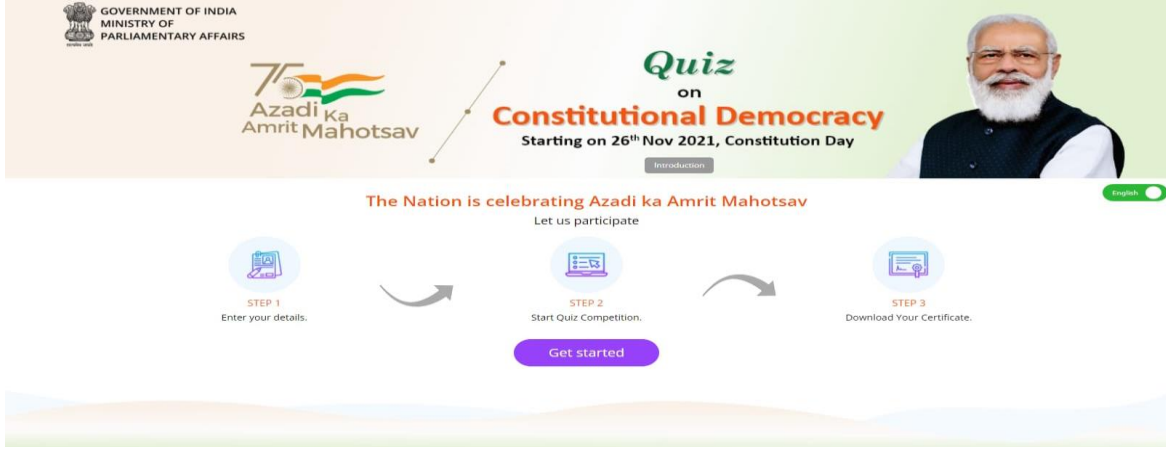 GOVERNMENT OF INDIA
MINISTRY OF
PARLIAMENTARY AFFAIRS
75
Azadi Ka
Amrit Mahotsav
Quiz
on
Constitutional Democracy
Starting on 26th Nov 2021, Constitution Day
Introduction
English
The Nation is celebrating Azadi ka Amrit Mahotsav
Let us participate
STEP 1
Enter your details.
STEP 2
Start Quiz Competition.
STEP 3
Download Your Certificate.
Get started